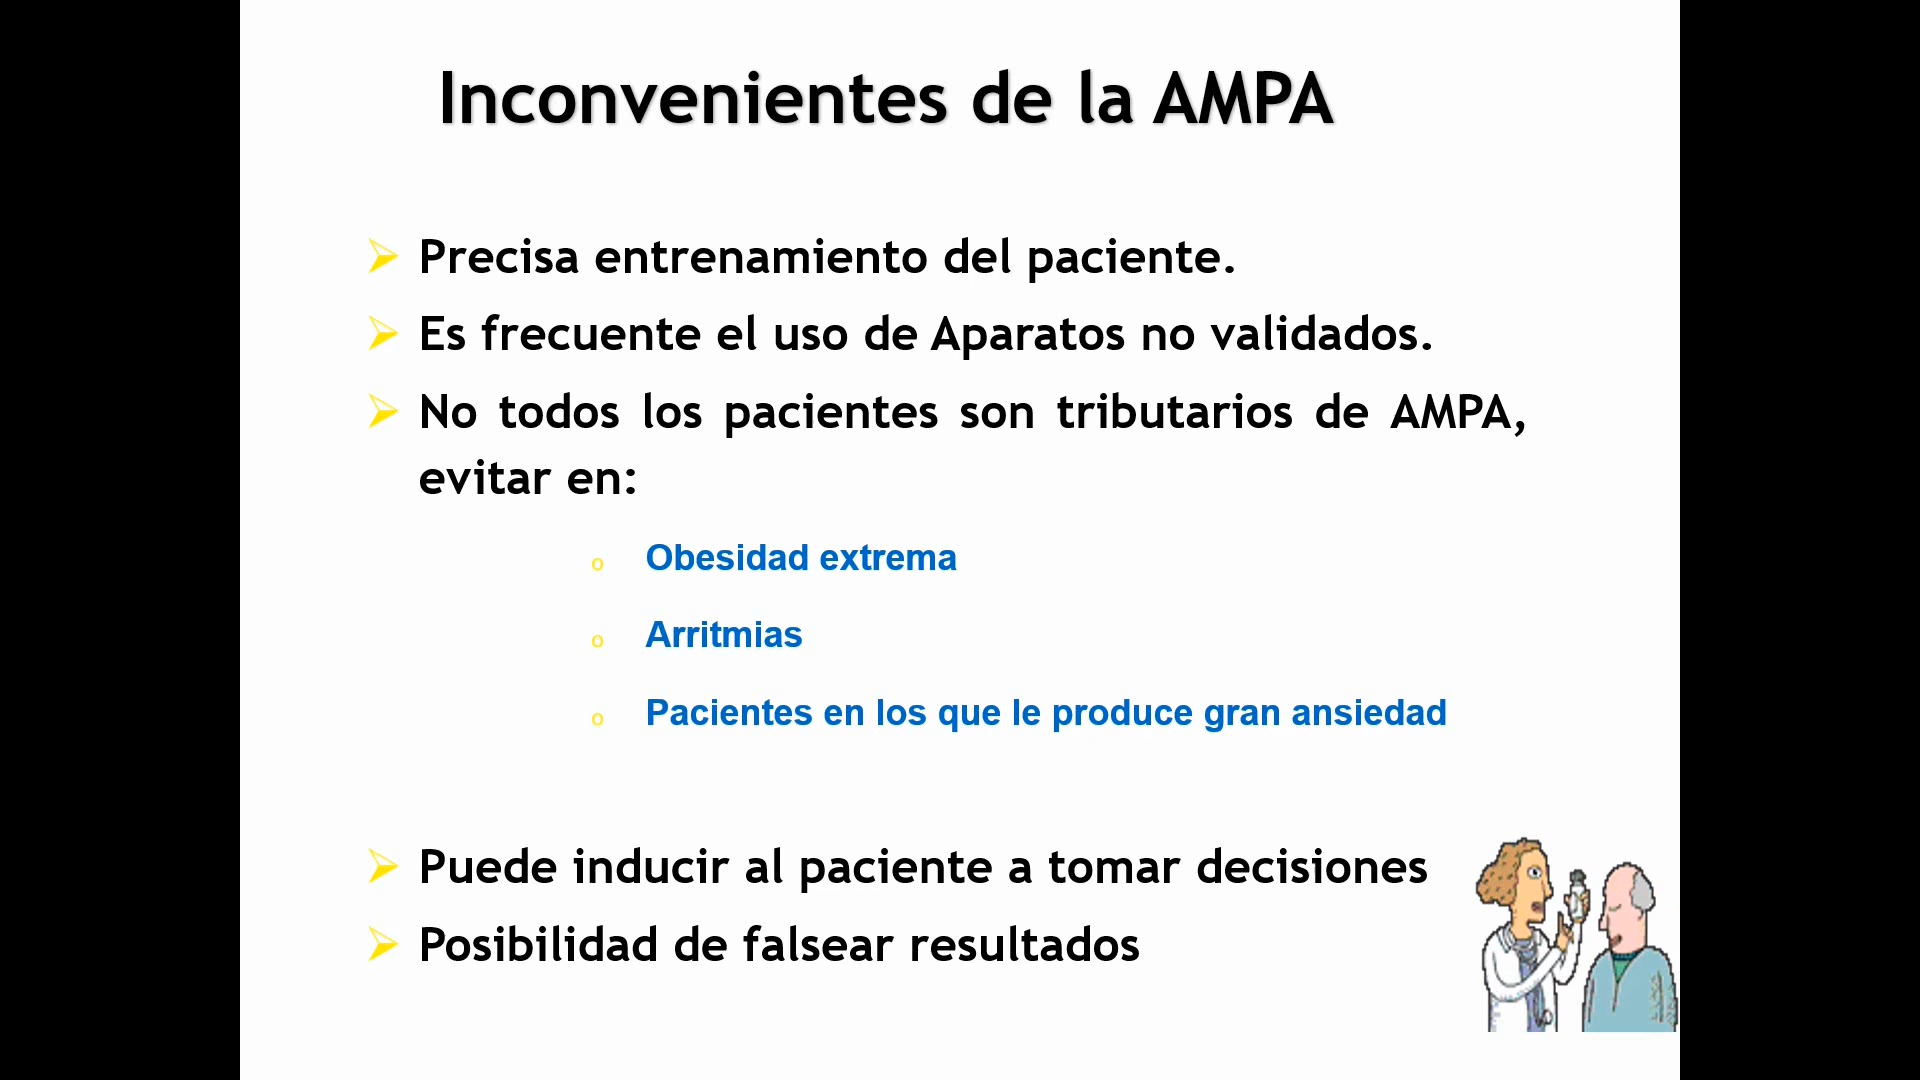 Inconvenientes de la AMPA
Precisa entrenamiento del paciente.
Es frecuente el uso de Aparatos no validados.
No todos los pacientes son tributarios de AMPA,
evitar en:
Obesidad extrema
Arritmias
Pacientes en los que le produce gran ansiedad
Puede inducir al paciente a tomar decisiones
Posibilidad de falsear resultados